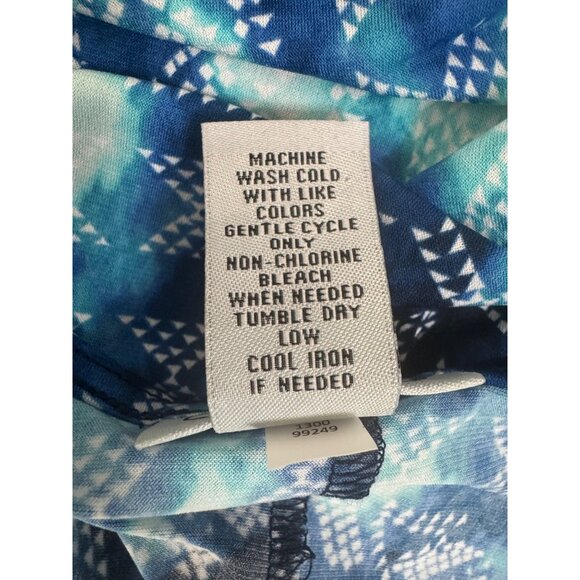 MACHINE
WASH COLD
WITH LIKE
COLORS
GENTLE CYCLE
ONLY
NON-CHLORINE
BLEACH
WHEN NEEDED
TUMBLE DRY
LOW
COOL IRON
IF NEEDED
1300
99249